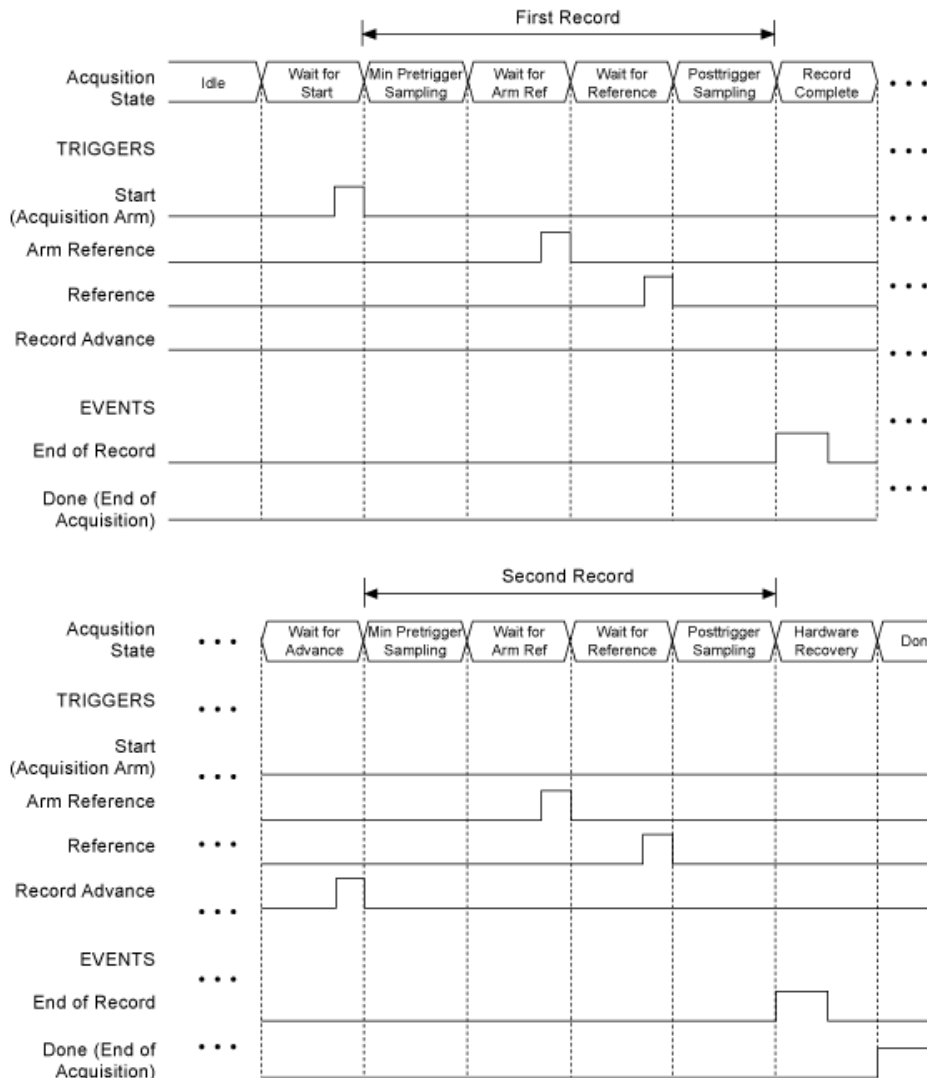 First Record
Acqusition
State
Idle
Wait for
Start
Min Pretrigger
Sampling
Wait for
Arm Ref
Wait for
Reference
Posttrigger
Sampling
Record
Complete
TRIGGERS
Start
(Acquisition Arm)
Arm Reference
Reference
Record Advance
EVENTS
End of Record
Done (End of
Acquisition)
Second Record
Acqusition
State
Wait for
Advance
Min Pretrigger
Sampling
Wait for
Arm Ref
Wait for
Reference
Posttrigger
Sampling
Hardware
Recovery
Don
TRIGGERS
Start
(Acquisition Arm)
Arm Reference
Reference
Record Advance
EVENTS
End of Record
Done (End of
Acquisition)